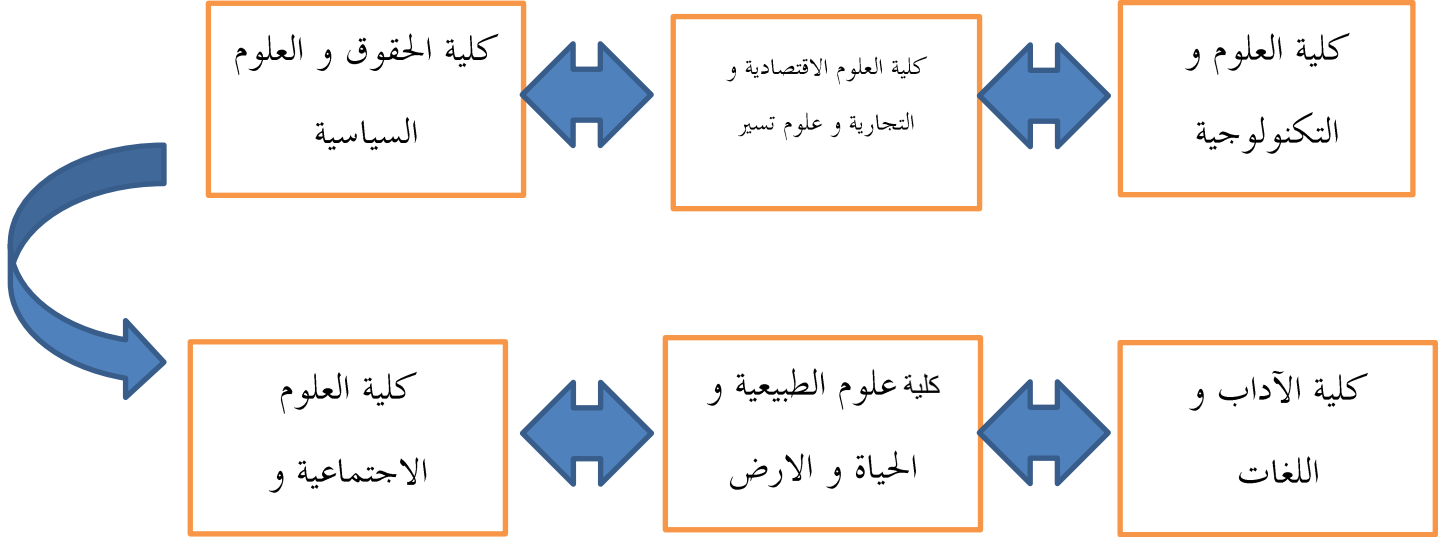 كلية العلوم و
التكنولوجية
كلية العلوم الاقتصادية و
التجارية و علوم تسير
كلية الحقوق و العلوم
السياسية
كلية العلوم
الاجتماعية و
كلية علوم الطبيعية و
الحياة و الارض
كلية الآداب و
اللغات